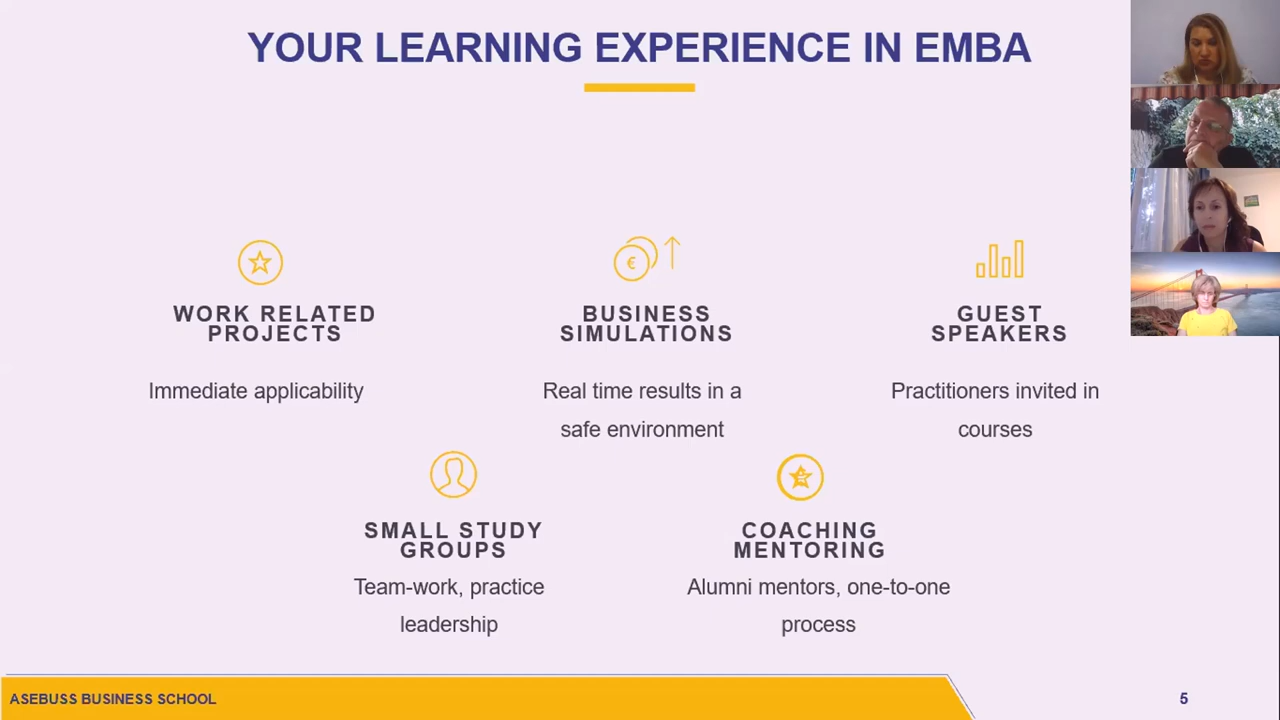 YOUR LEARNING EXPERIENCE IN EMBA
WORK RELATED
PROJECTS
Immediate applicability
BUSINESS
SIMULATIONS
Real time results in a
safe environment
GUEST
SPEAKERS
Practitioners invited in
courses
SMALL STUDY
GROUPS
Team-work, practice
leadership
COACHING
MENTORING
Alumni mentors, one-to-one
process
ASEBUSS BUSINESS SCHOOL
5